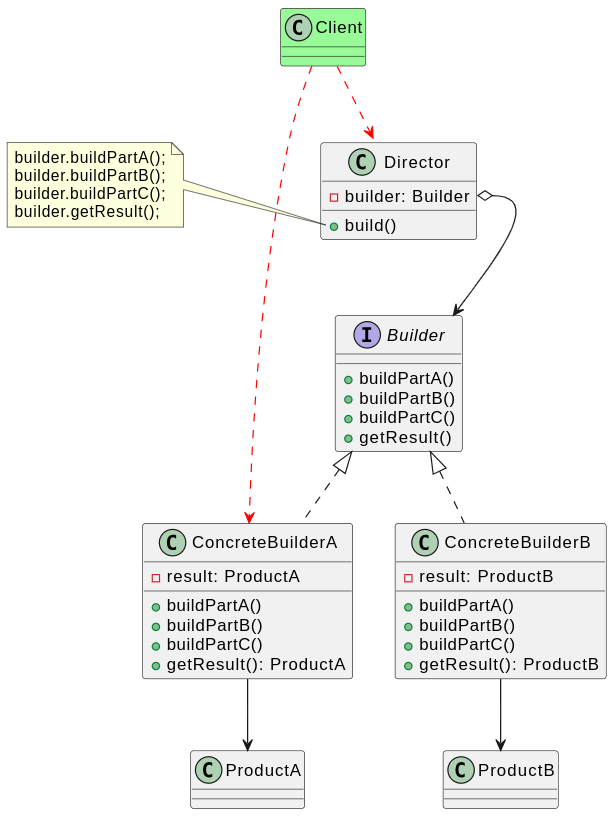 C Client
builder.buildPartA();
builder.buildPartB();
builder.buildPartC();
builder.getResult();
C Director
builder: Builder
build()
I Builder
buildPartA()
buildPartB()
buildPartC()
getResult()
C ConcreteBuilderA
result: ProductA
buildPartA()
buildPartB()
buildPartC()
getResult(): ProductA
C ConcreteBuilderB
result: ProductB
buildPartA()
buildPartB()
buildPartC()
getResult(): ProductB
C ProductA
C ProductB